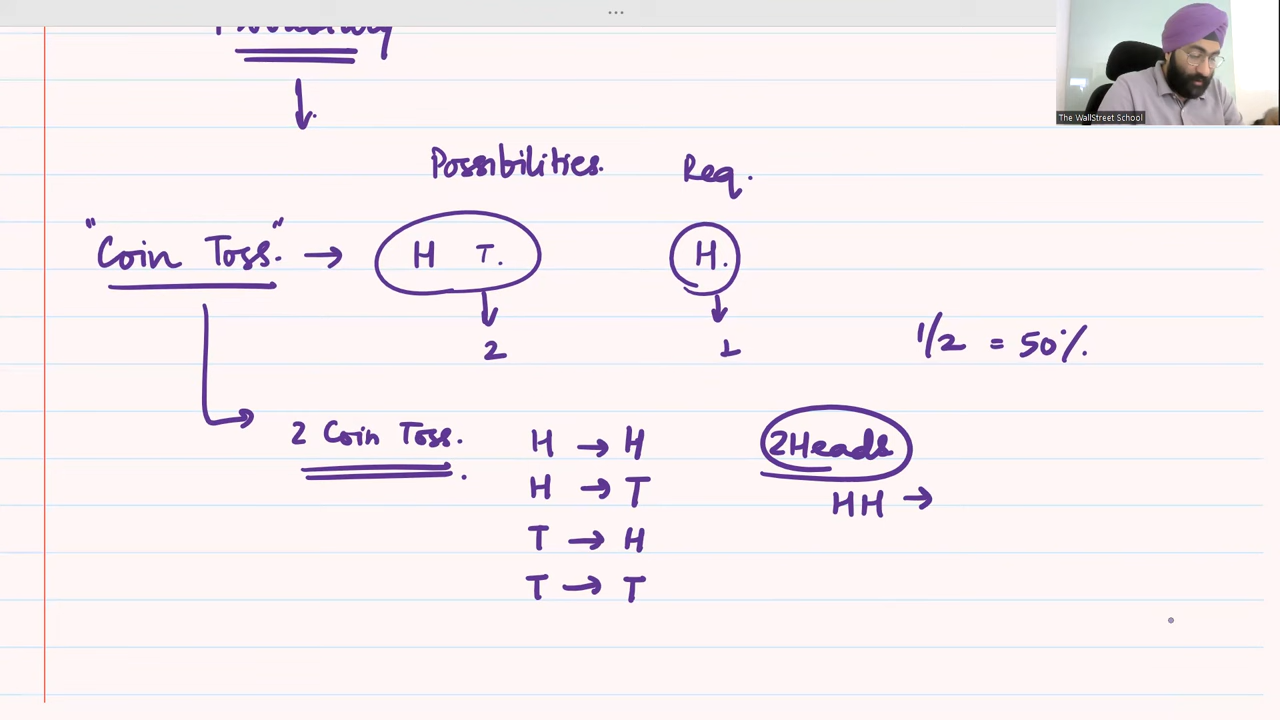 The WallStreet School
Possibilities. Req.
"Coin Toss." → H T. H.
2 1
1/2 = 50%.
2 Coin Toss. H → H 2Heads
H → T HH →
T → H
T → T